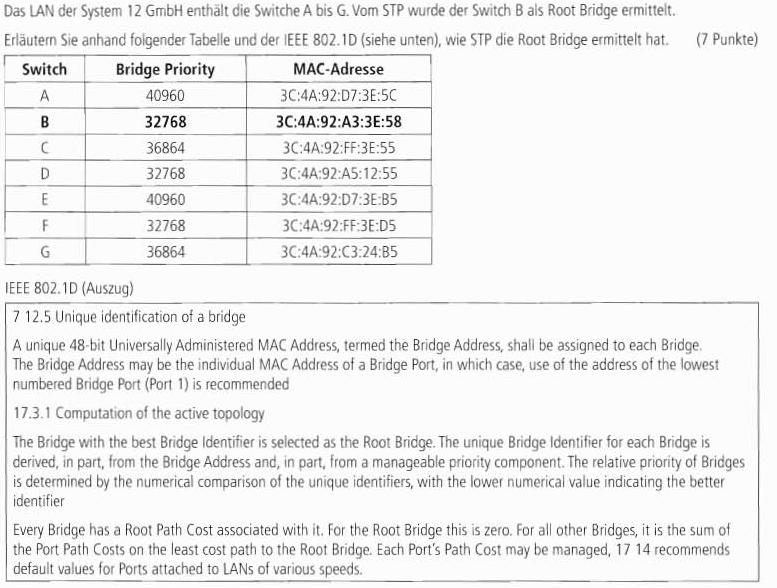 Das LAN der System 12 GmbH enthält die Switche A bis G. Vom STP wurde der Switch B als Root Bridge ermittelt.
Erläutern Sie anhand folgender Tabelle und der IEEE 802.1D (siehe unten), wie STP die Root Bridge ermittelt hat. (7 Punkte)
Switch Bridge Priority MAC-Adresse
A 40960 3C:4A:92:D7:3E:5C
B 32768 3C:4A:92:A3:3E:58
C 36864 3C:4A:92:FF:3E:55
D 32768 3C:4A:92:A5:12:55
E 40960 3C:4A:92:D7:3E:B5
F 32768 3C:4A:92:FF:3E:D5
G 36864 3C:4A:92:C3:24:B5
IEEE 802.1D (Auszug)
7 12.5 Unique identification of a bridge
A unique 48-bit Universally Administered MAC Address, termed the Bridge Address, shall be assigned to each Bridge.
The Bridge Address may be the individual MAC Address of a Bridge Port, in which case, use of the address of the lowest
numbered Bridge Port (Port 1) is recommended
17.3.1 Computation of the active topology
The Bridge with the best Bridge Identifier is selected as the Root Bridge. The unique Bridge Identifier for each Bridge is
derived, in part, from the Bridge Address and, in part, from a manageable priority component. The relative priority of Bridges
is determined by the numerical comparison of the unique identifiers, with the lower numerical value indicating the better
identifier
Every Bridge has a Root Path Cost associated with it. For the Root Bridge this is zero. For all other Bridges, it is the sum of
the Port Path Costs on the least cost path to the Root Bridge. Each Port's Path Cost may be managed, 17 14 recommends
default values for Ports attached to LANs of various speeds.